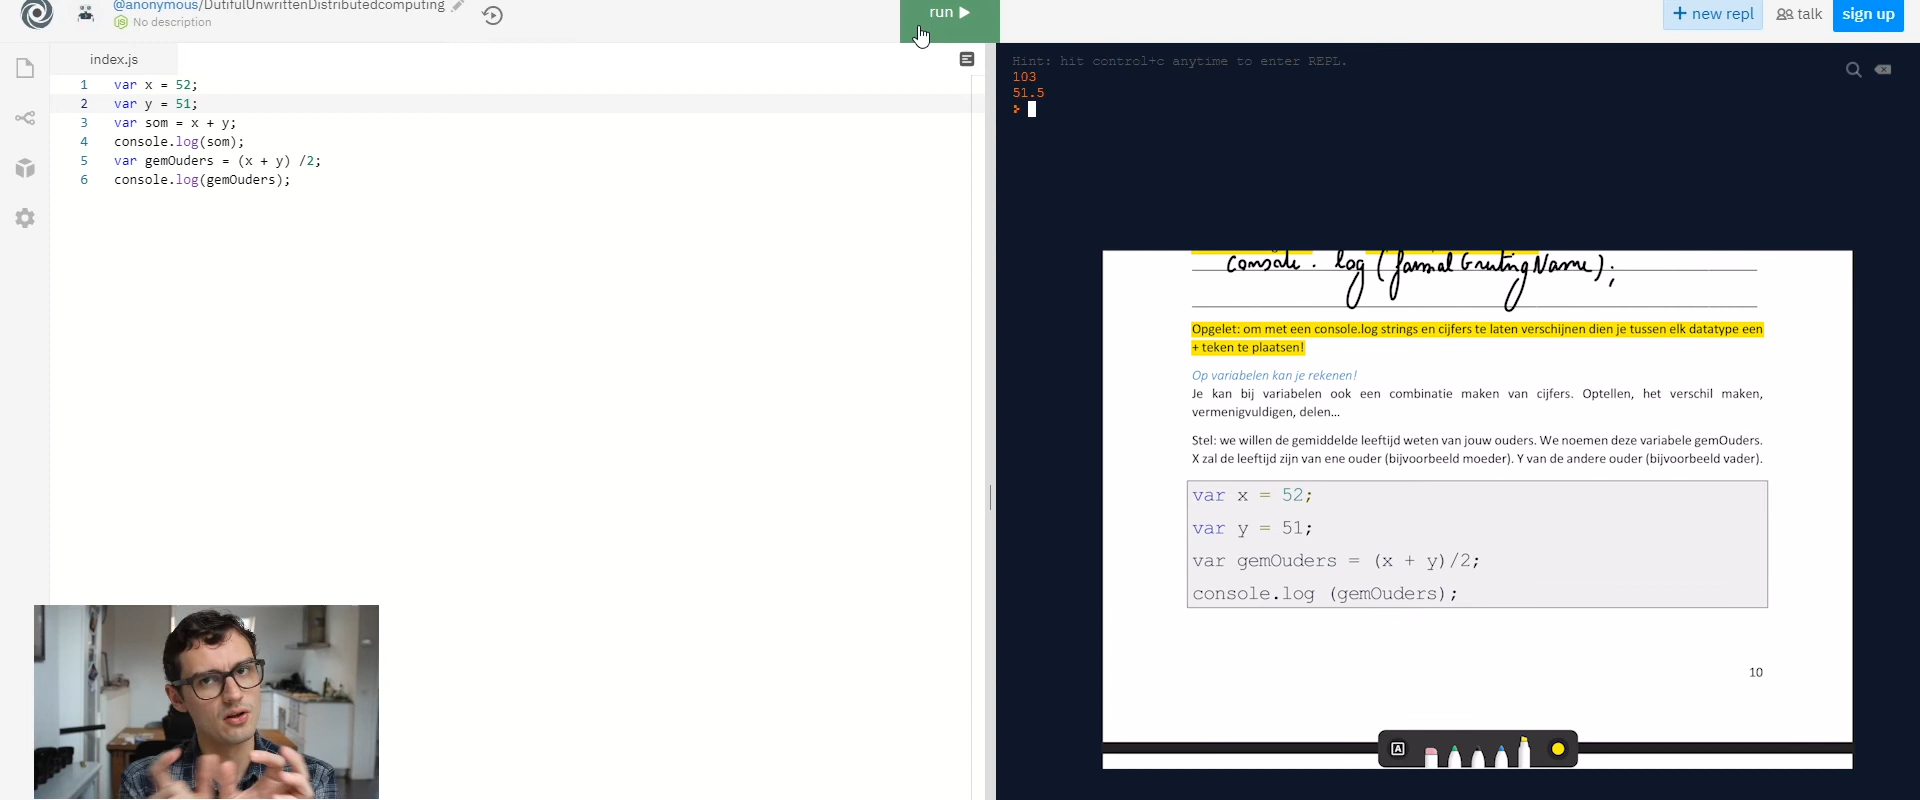 @anonymous/DutifulUnwrittenDistributedcomputing
No description
run
+ new repl
talk
sign up
index.js
1 var x = 52;
2 var y = 51;
3 var som = x + y;
4 console.log(som);
5 var gemOuders = (x + y) /2;
6 console.log(gemOuders);
Hint: hit control+c anytime to enter REPL.
103
51.5
console.log (formalGreutingName);
Opgelet: om met een console.log strings en cijfers te laten verschijnen dien je tussen elk datatype een
+ teken te plaatsen!
Op variabelen kan je rekenen!
Je kan bij variabelen ook een combinatie maken van cijfers. Optellen, het verschil maken,
vermenigvuldigen, delen...
Stel: we willen de gemiddelde leeftijd weten van jouw ouders. We noemen deze variabele gemOuders.
X zal de leeftijd zijn van ene ouder (bijvoorbeeld moeder). Y van de andere ouder (bijvoorbeeld vader).
var x = 52;
var y = 51;
var gemOuders = (x + y)/2;
console.log (gemOuders);
10
A